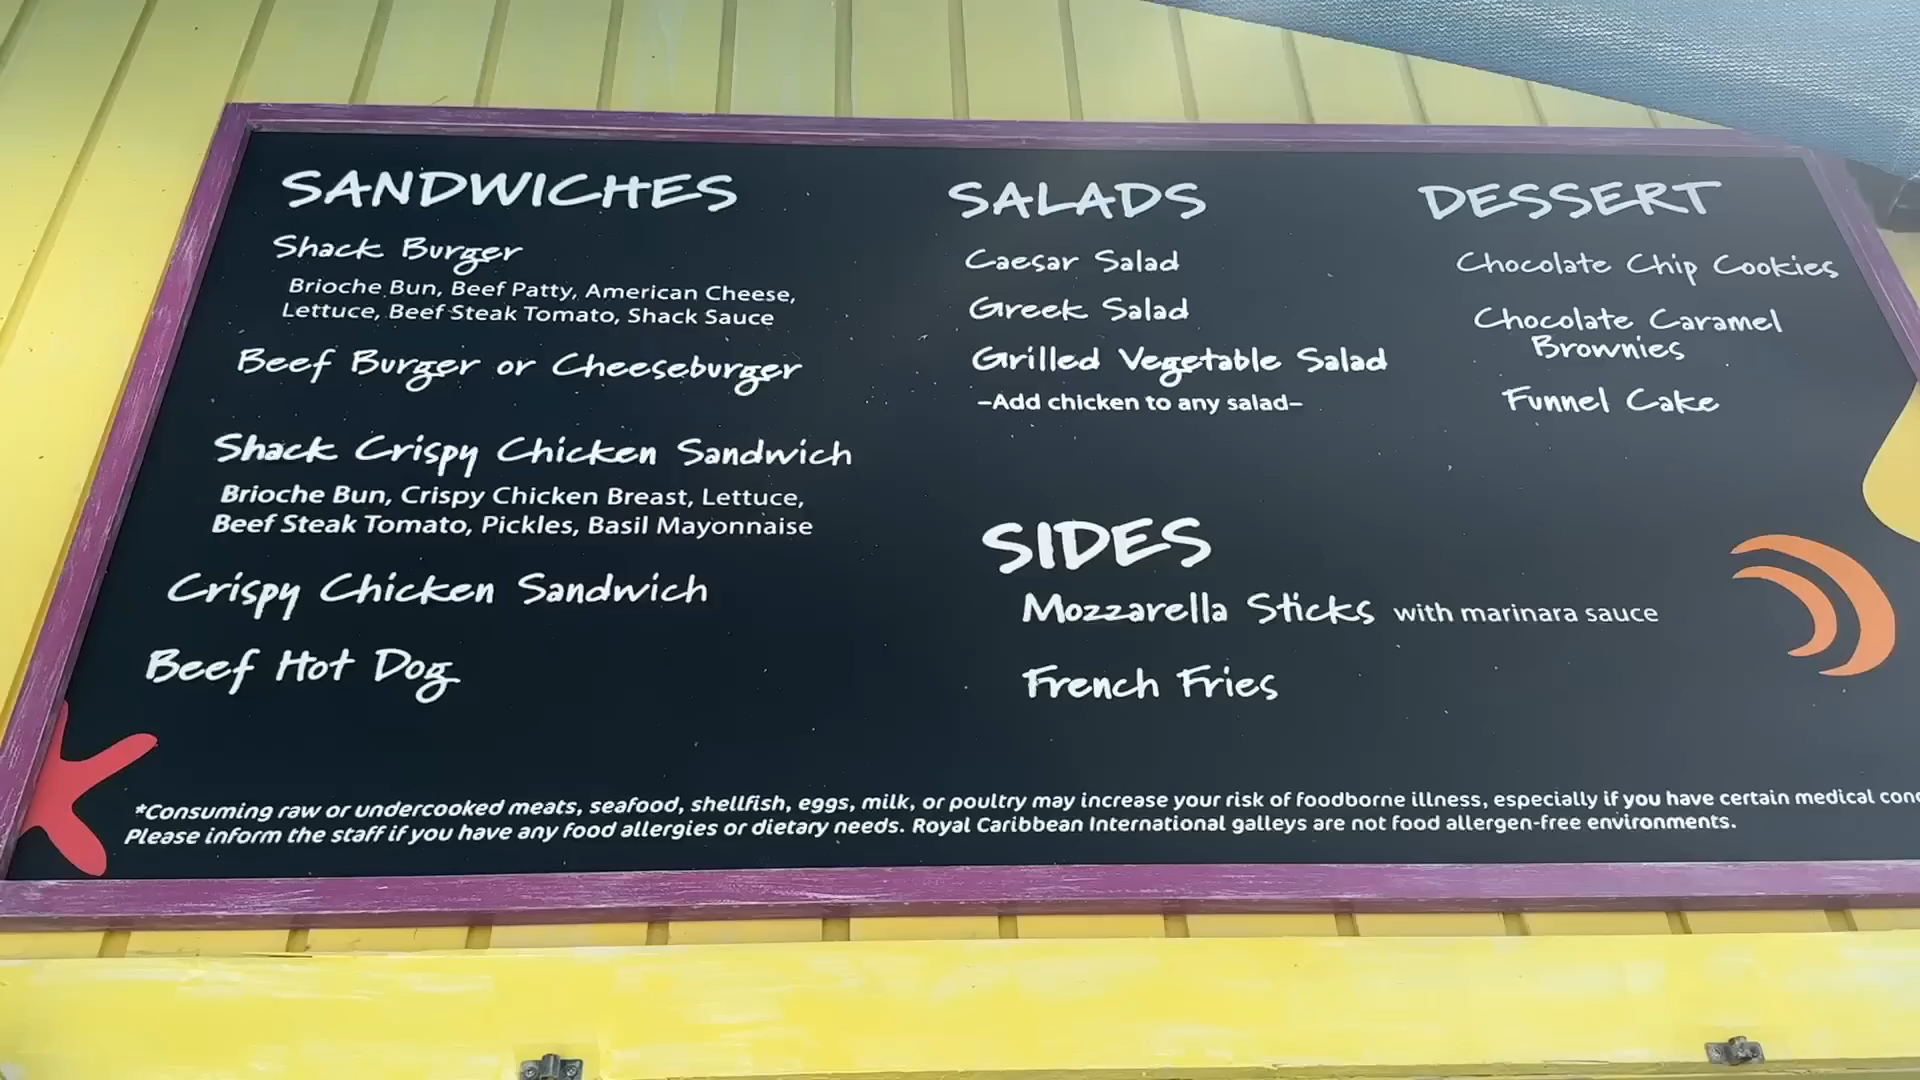 SANDWICHES
Shack Burger
Brioche Bun, Beef Patty, American Cheese,
Lettuce, Beef Steak Tomato, Shack Sauce
Beef Burger or Cheeseburger
Shack Crispy Chicken Sandwich
Brioche Bun, Crispy Chicken Breast, Lettuce,
Beef Steak Tomato, Pickles, Basil Mayonnaise
Crispy Chicken Sandwich
Beef Hot Dog
SALADS
Caesar Salad
Greek Salad
Grilled Vegetable Salad
-Add chicken to any salad-
SIDES
Mozzarella Sticks with marinara sauce
French Fries
DESSERT
Chocolate Chip Cookies
Chocolate Caramel
Brownies
Funnel Cake
*Consuming raw or undercooked meats, seafood, shellfish, eggs, milk, or poultry may increase your risk of foodborne illness, especially if you have certain medical
Please inform the staff if you have any food allergies or dietary needs. Royal Caribbean International galleys are not food allergen-free environments.